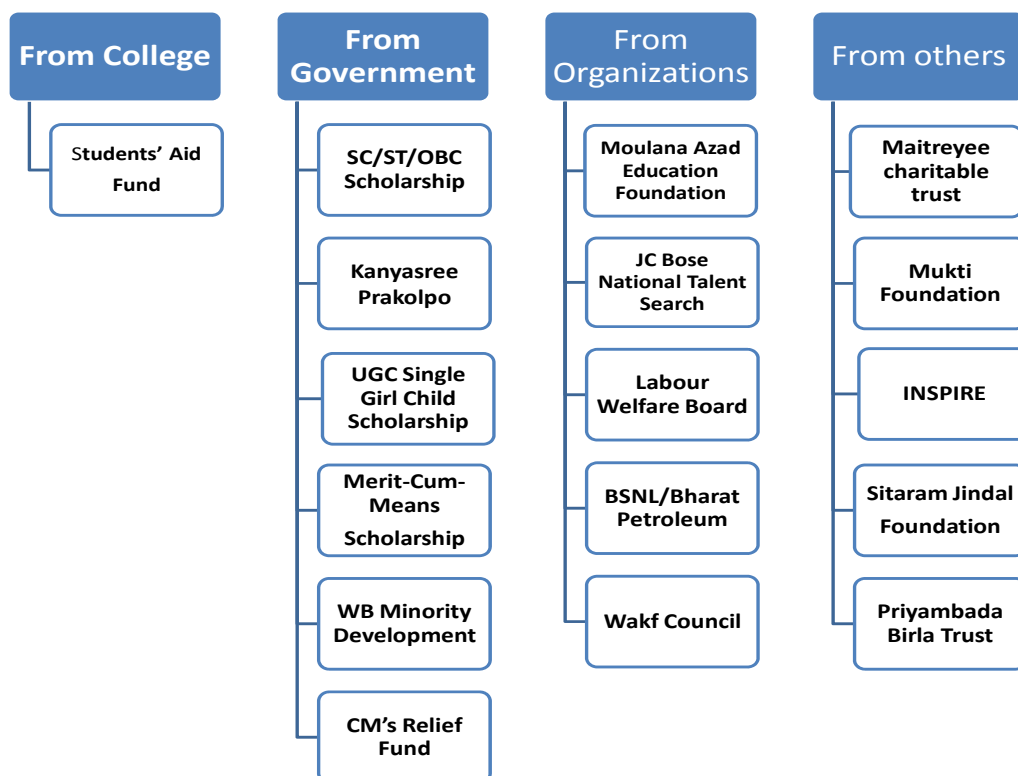 From College
Students’ Aid
Fund
From
Government
SC/ST/OBC
Scholarship
Kanyasree
Prakolpo
UGC Single
Girl Child
Scholarship
Merit-Cum-
Means
Scholarship
WB Minority
Development
CM’s Relief
Fund
From
Organizations
Moulana Azad
Education
Foundation
JC Bose
National Talent
Search
Labour
Welfare Board
BSNL/Bharat
Petroleum
Wakf Council
From others
Maitreyee
charitable
trust
Mukti
Foundation
INSPIRE
Sitaram Jindal
Foundation
Priyambada
Birla Trust